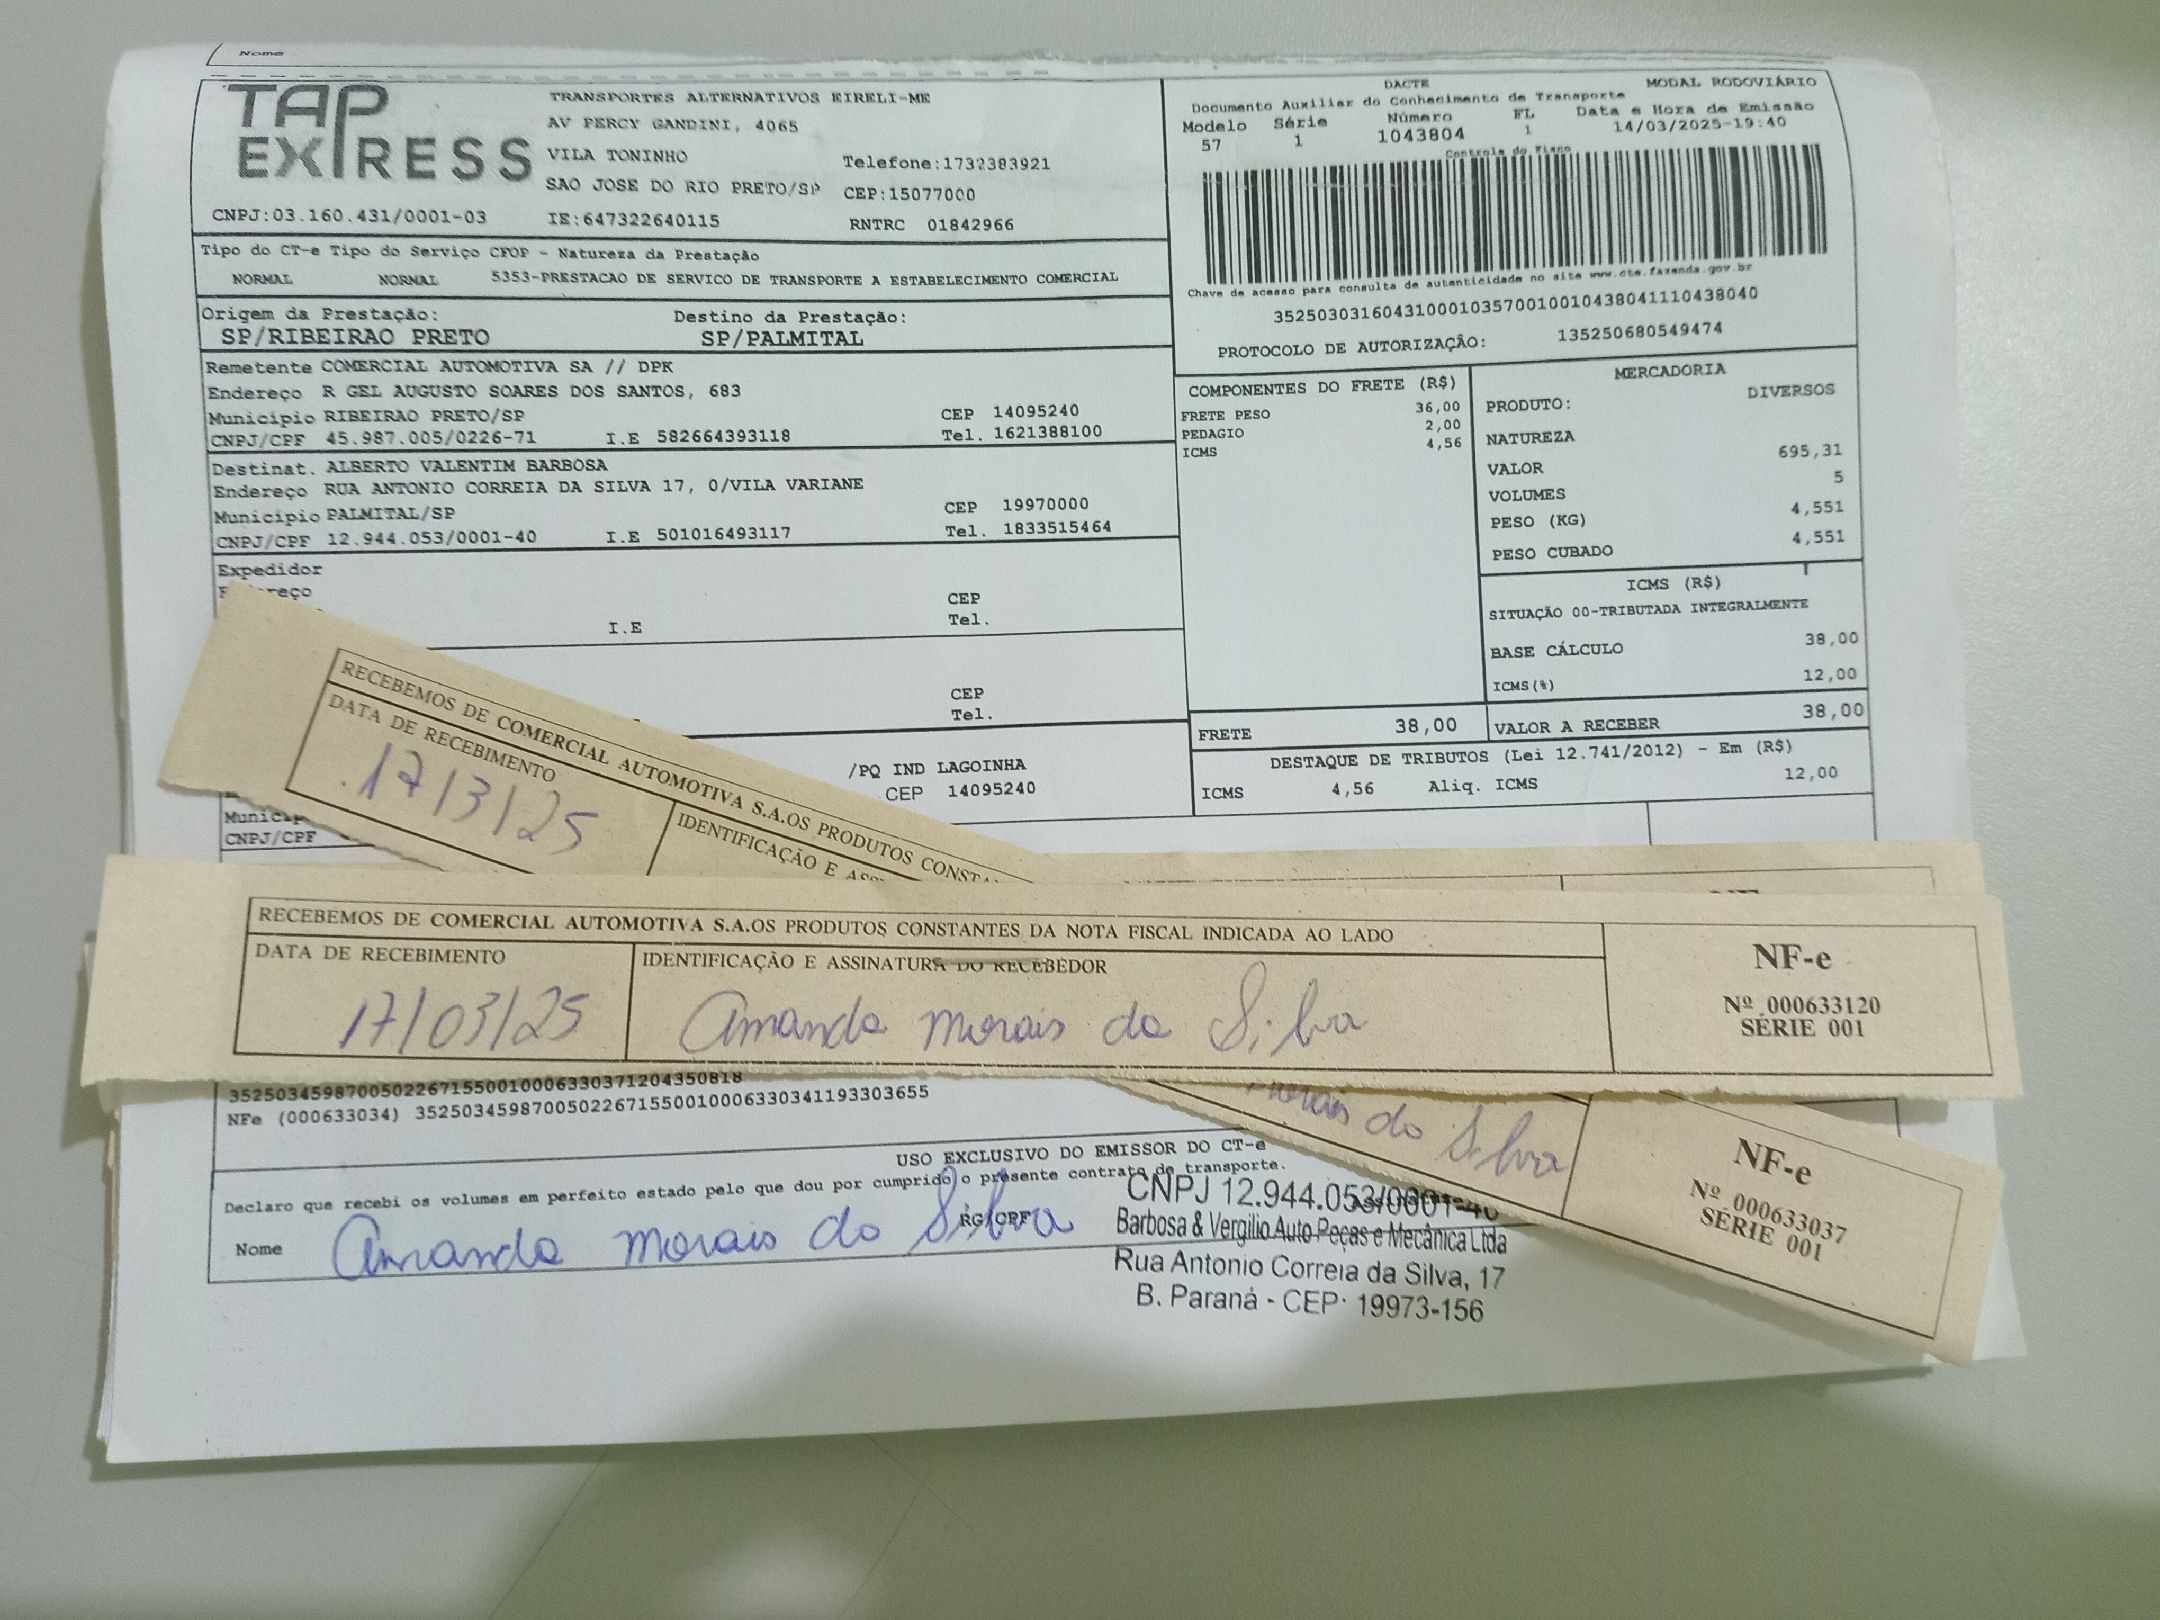 Nome
TAP EXPRESS
TRANSPORTES ALTERNATIVOS EIRELI-ME
AV PERCY GANDINI, 4065
VILA TONINHO
Telefone:1732383921
SAO JOSE DO RIO PRETO/SP
CEP:15077000
CNPJ:03.160.431/0001-03
IE:647322640115
RNTRC 01842966
DACTE
MODAL RODOVIÁRIO
Documento Auxiliar do Conhecimento de Transporte
Modelo Série Número FL Data e Hora de Emissão
57 1 1043804 1 14/03/2025-19:40
Controle do Fisco
Chave de acesso para consulta de autenticidade no site www.cte.fazenda.gov.br
35250303160431000103570010010438041110438040
PROTOCOLO DE AUTORIZAÇÃO: 135250680549474
Tipo do CT-e Tipo do Serviço CFOP - Natureza da Prestação
NORMAL NORMAL 5353-PRESTACAO DE SERVICO DE TRANSPORTE A ESTABELECIMENTO COMERCIAL
Origem da Prestação: Destino da Prestação:
SP/RIBEIRAO PRETO SP/PALMITAL
Remetente COMERCIAL AUTOMOTIVA SA // DPK
Endereço R GEL AUGUSTO SOARES DOS SANTOS, 683
Município RIBEIRAO PRETO/SP CEP 14095240
CNPJ/CPF 45.987.005/0226-71 I.E 582664393118 Tel. 1621388100
Destinat. ALBERTO VALENTIM BARBOSA
Endereço RUA ANTONIO CORREIA DA SILVA 17, 0/VILA VARIANE
Município PALMITAL/SP CEP 19970000
CNPJ/CPF 12.944.053/0001-40 I.E 501016493117 Tel. 1833515464
Expedidor
CEP
I.E Tel.
CEP
Tel.
/PQ IND LAGOINHA
CEP 14095240
CNPJ/CPF
COMPONENTES DO FRETE (R$)
FRETE PESO 36,00
PEDAGIO 2,00
ICMS 4,56
MERCADORIA
PRODUTO: DIVERSOS
NATUREZA
VALOR 695,31
VOLUMES 5
PESO (KG) 4,551
PESO CUBADO 4,551
ICMS (R$)
SITUAÇÃO 00-TRIBUTADA INTEGRALMENTE
BASE CÁLCULO 38,00
ICMS(%) 12,00
FRETE 38,00 VALOR A RECEBER 38,00
DESTAQUE DE TRIBUTOS (Lei 12.741/2012) - Em (R$)
ICMS 4,56 Aliq. ICMS 12,00
RECEBEMOS DE COMERCIAL AUTOMOTIVA S.A.OS PRODUTOS
DATA DE RECEBIMENTO
17/3/25
IDENTIFICAÇÃO E
RECEBEMOS DE COMERCIAL AUTOMOTIVA S.A.OS PRODUTOS CONSTANTES DA NOTA FISCAL INDICADA AO LADO
DATA DE RECEBIMENTO
17/03/25
IDENTIFICAÇÃO E ASSINATURA DO RECEBEDOR
Amanda Morais da Silva
NF-e
Nº 000633120
SÉRIE 001
Morais da Silva
NF-e
Nº 000633037
SÉRIE 001
35250345987005022671550010006330371204350818
NFe (000633034) 35250345987005022671550010006330341193303655
USO EXCLUSIVO DO EMISSOR DO CT-e
Declaro que recebi os volumes em perfeito estado pelo que dou por cumprido o presente contrato de transporte.
Nome Amanda Morais da Silva RG/CPF
CNPJ 12.944.053/0001-40
Barbosa & Vergilio Auto Peças e Mecânica Ltda
Rua Antonio Correia da Silva, 17
B. Paraná - CEP: 19973-156